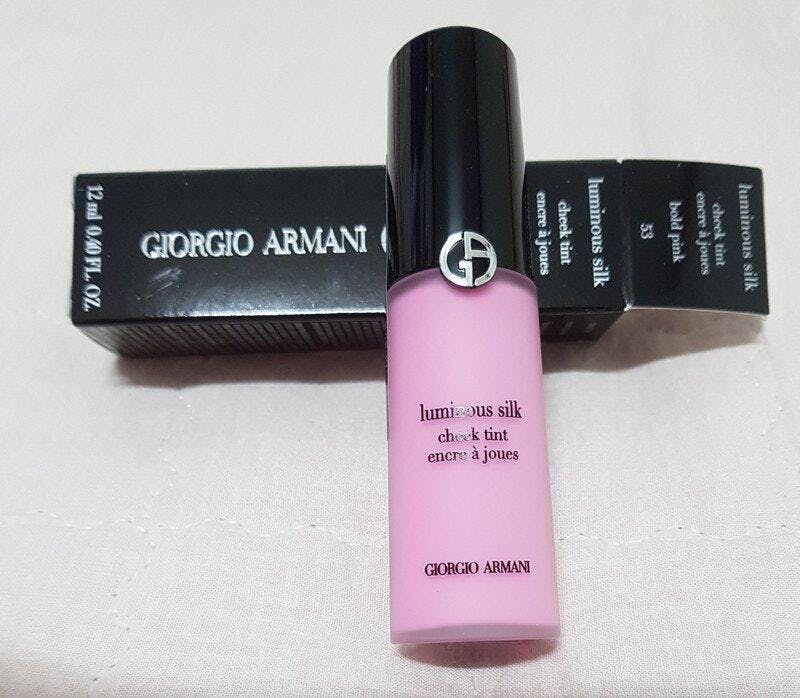 12 ml 0.40 FL. OZ.
GIORGIO ARMANI
luminous silk
cheek tint
encre à joues
luminous silk
cheek tint
encre à joues
bold pink
53
GA
luminous silk
cheek tint
encre à joues
GIORGIO ARMANI